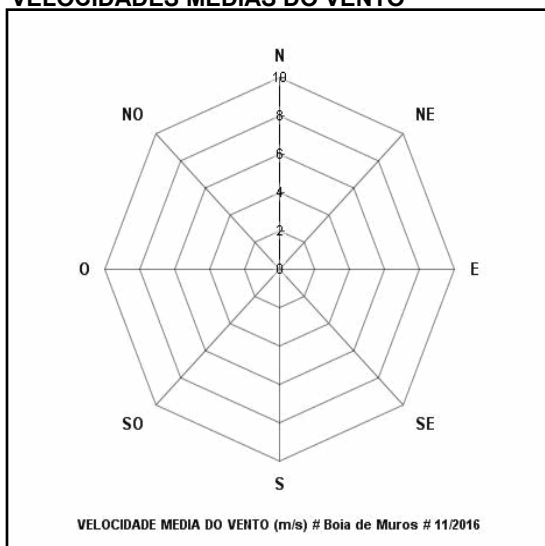 VELOCIDADES MEDIAS DO VENTO
N
10
NO NE
8
6
4
2
O 0 E
SO SE
S
VELOCIDADE MEDIA DO VENTO (m/s) # Boia de Muros # 11/2016